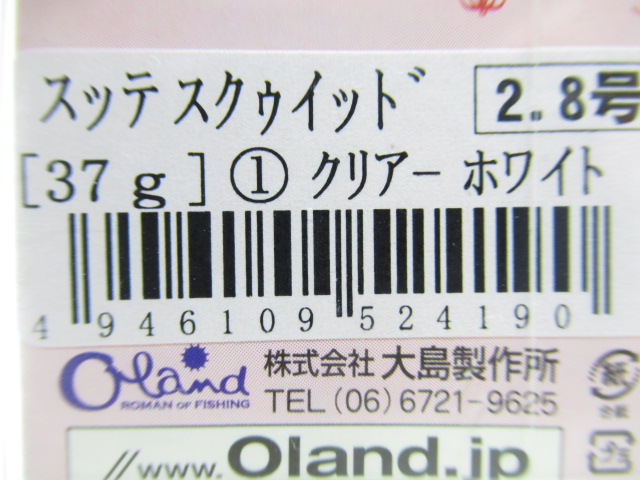 スッテ スクゥイッド 2.8号
[37 g ] ① クリアー ホワイト
4 946109 524190
Oland 株式会社 大島製作所
ROMAN OF FISHING TEL (06) 6721-9625
紙
//www.Oland.jp